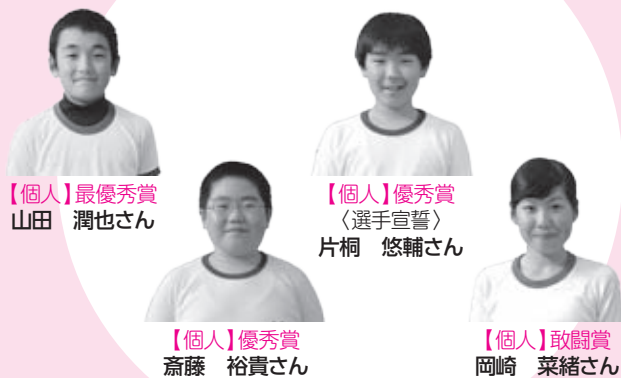 【個人】最優秀賞
山田　潤也さん
【個人】優秀賞
〈選手宣誓〉
片桐　悠輔さん
【個人】優秀賞
斎藤　裕貴さん
【個人】敢闘賞
岡崎　菜緒さん